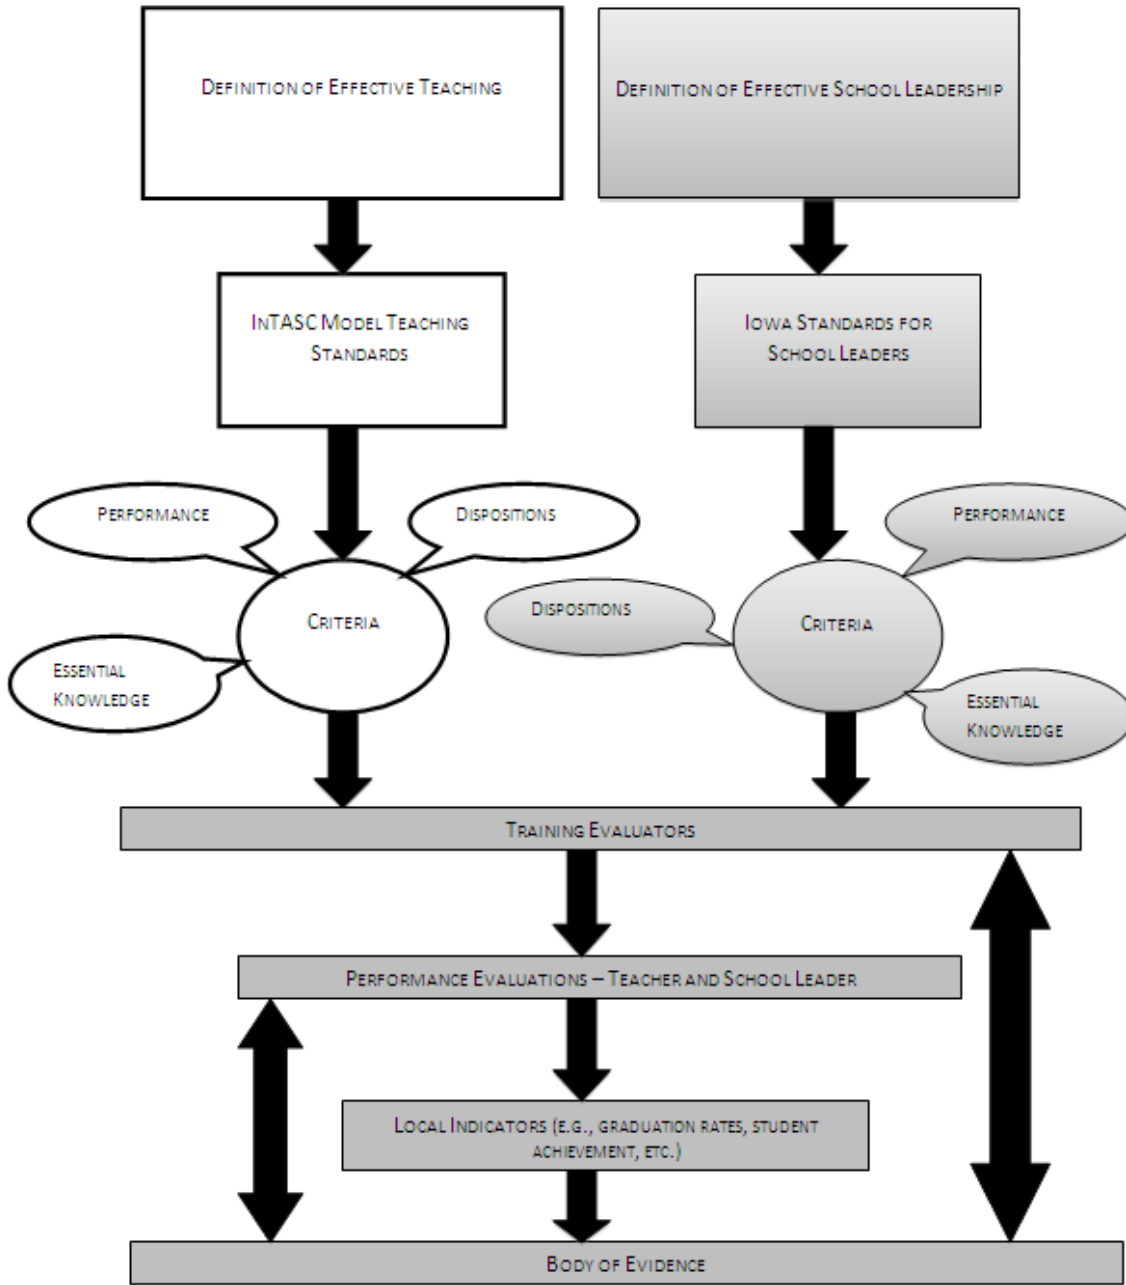 Definition of Effective Teaching
Definition of Effective School Leadership
InTASC Model Teaching
Standards
Iowa Standards for
School Leaders
Performance
Dispositions
Performance
Dispositions
Criteria
Criteria
Essential
Knowledge
Essential
Knowledge
Training Evaluators
Performance Evaluations – Teacher and School Leader
Local Indicators (e.g., graduation rates, student
achievement, etc.)
Body of Evidence